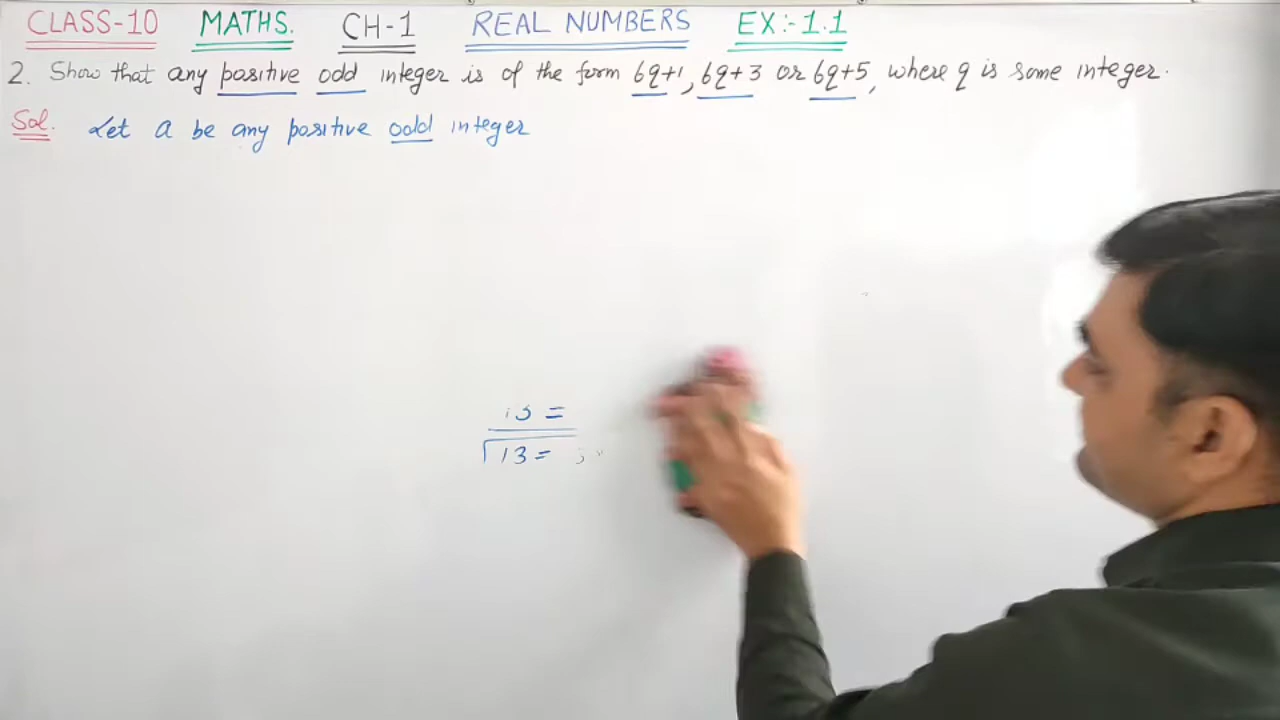 CLASS-10 MATHS. CH-1 REAL NUMBERS EX:- 1.1
2. Show that any positive odd integer is of the form 6q+1, 6q+3 or 6q+5, where q is some integer.
Sol. Let a be any positive odd integer
13 =